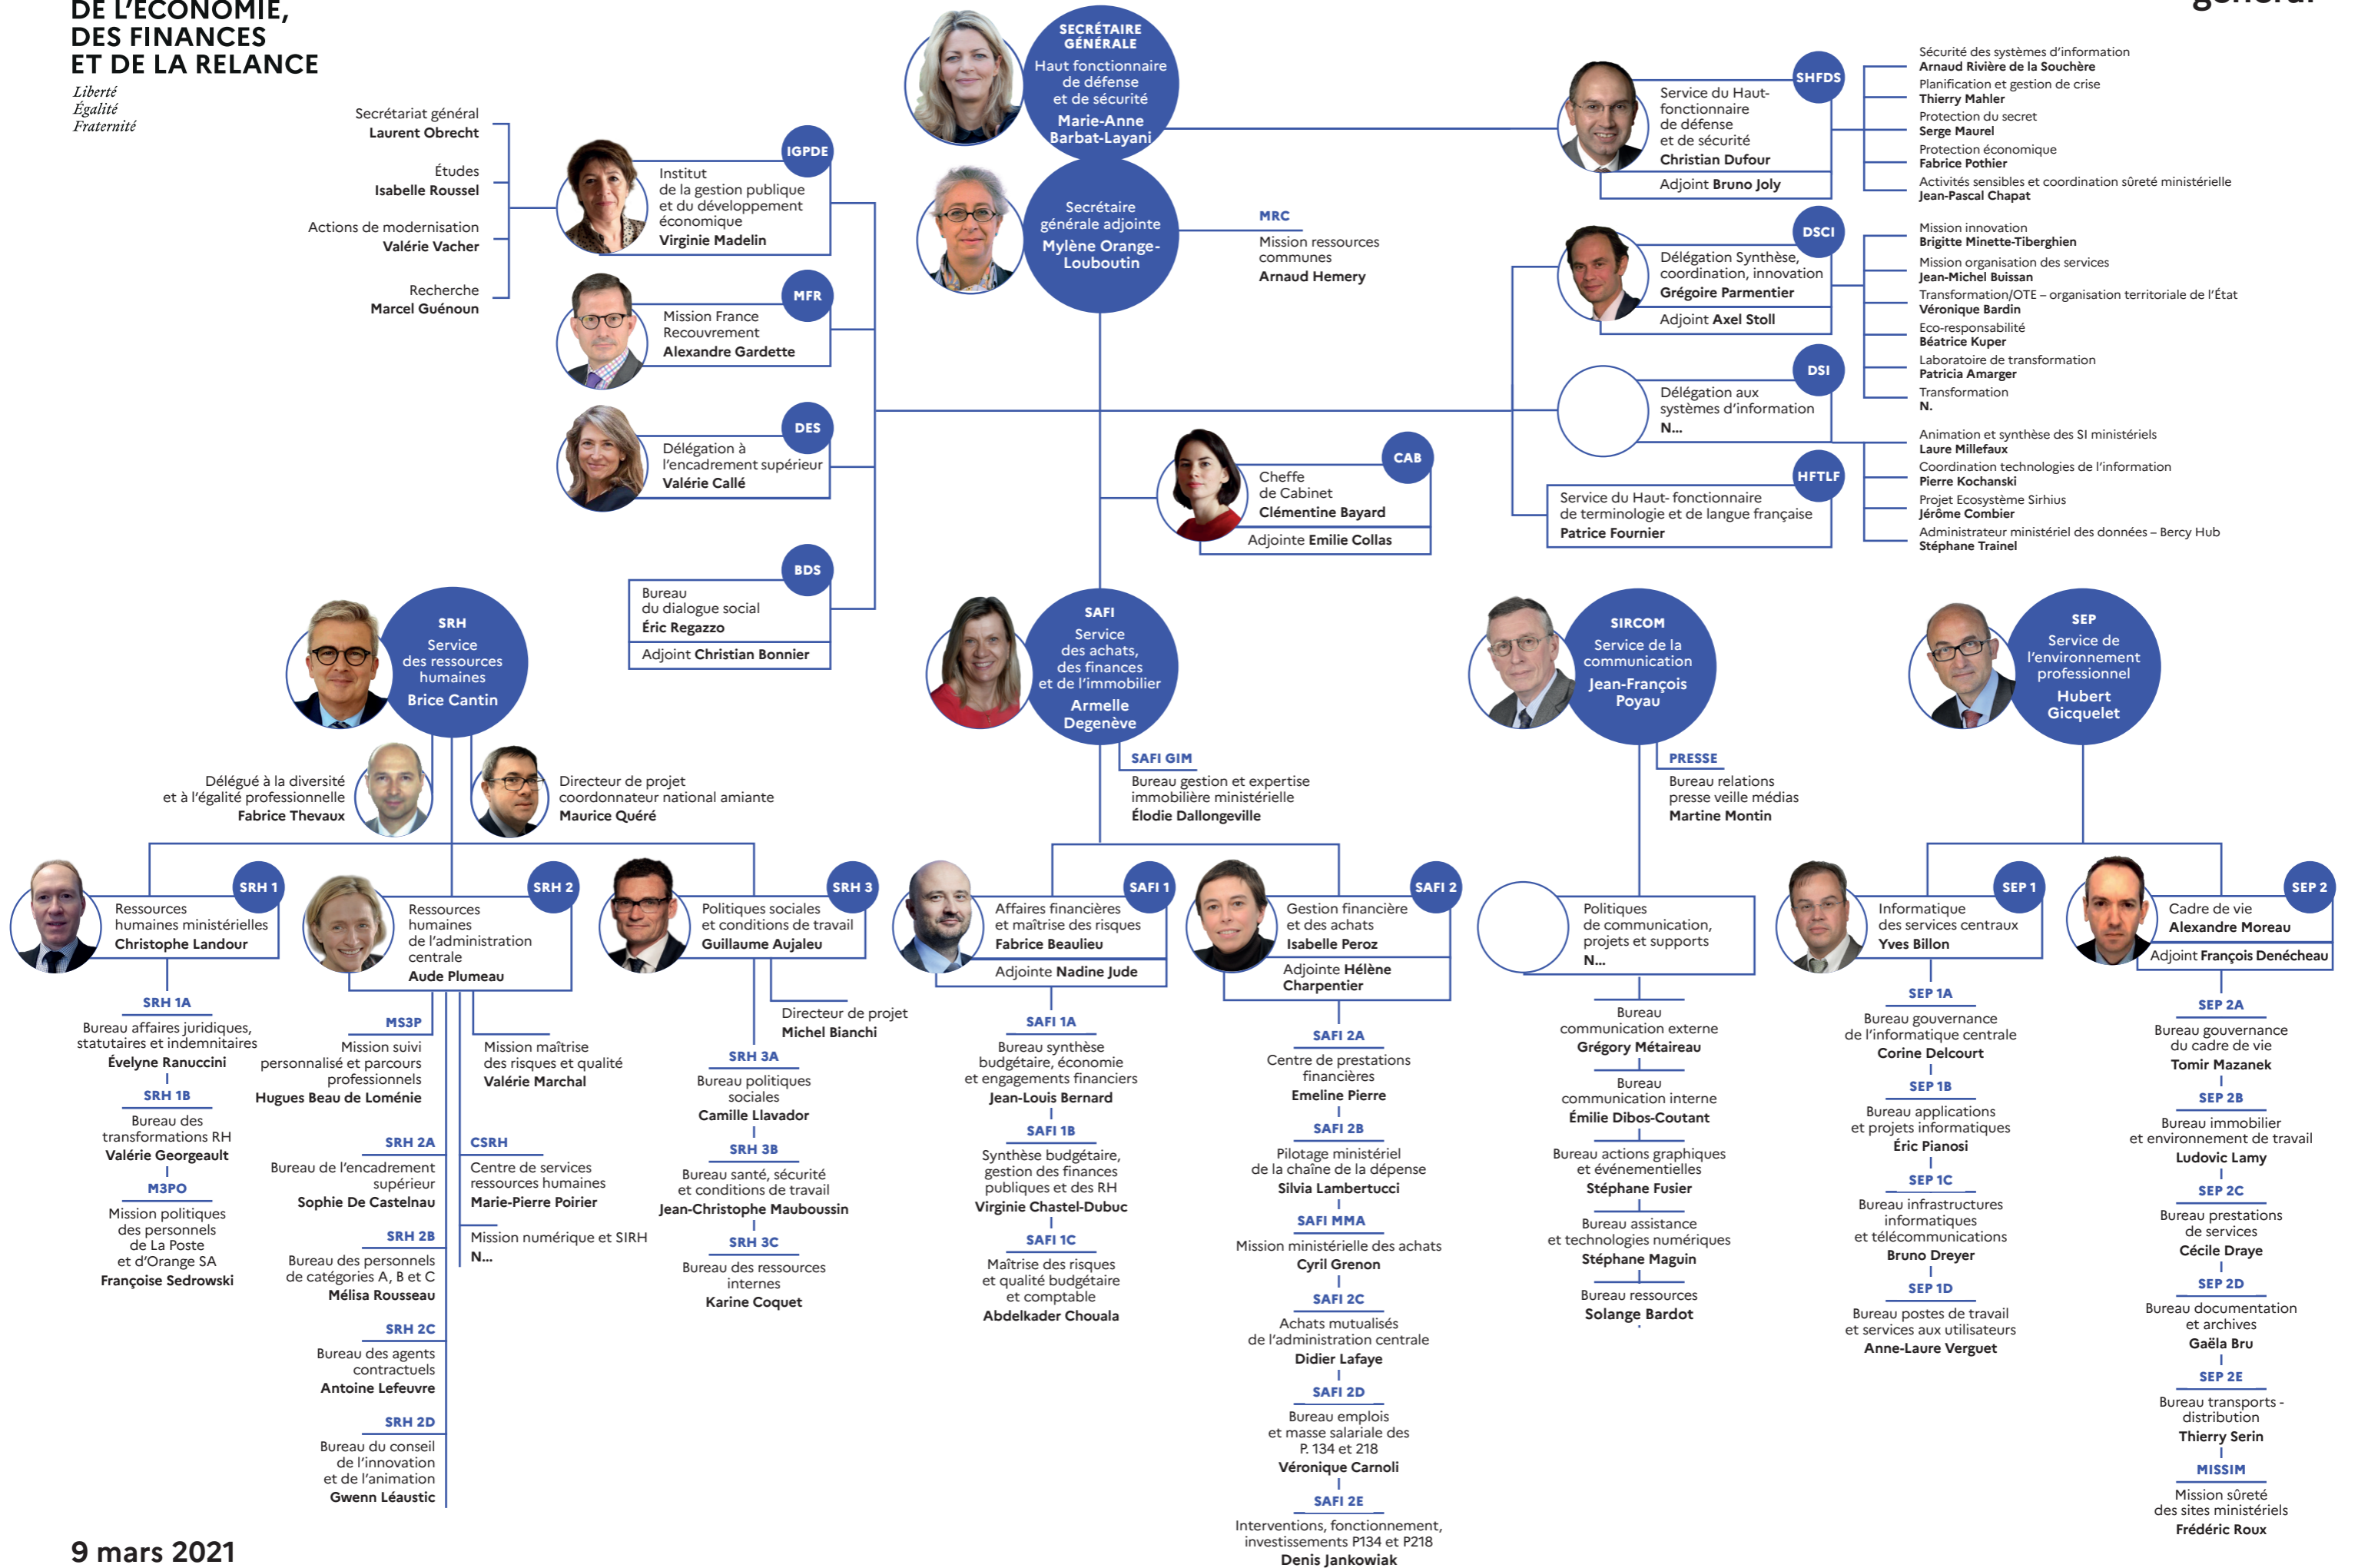 DE L’ÉCONOMIE,
DES FINANCES
ET DE LA RELANCE
Liberté
Égalité
Fraternité
général
SECRÉTAIRE
GÉNÉRALE
Haut fonctionnaire
de défense
et de sécurité
Marie-Anne
Barbat-Layani
Secrétaire
générale adjointe
Mylène Orange-
Louboutin
MRC
Mission ressources
communes
Arnaud Hemery
Secrétariat général
Laurent Obrecht
Études
Isabelle Roussel
Actions de modernisation
Valérie Vacher
Recherche
Marcel Guénoun
IGPDE
Institut
de la gestion publique
et du développement
économique
Virginie Madelin
MFR
Mission France
Recouvrement
Alexandre Gardette
DES
Délégation à
l’encadrement supérieur
Valérie Callé
BDS
Bureau
du dialogue social
Éric Regazzo
Adjoint Christian Bonnier
CAB
Cheffe
de Cabinet
Clémentine Bayard
Adjointe Emilie Collas
SHFDS
Service du Haut-
fonctionnaire
de défense
et de sécurité
Christian Dufour
Adjoint Bruno Joly
Sécurité des systèmes d’information
Arnaud Rivière de la Souchère
Planification et gestion de crise
Thierry Mahler
Protection du secret
Serge Maurel
Protection économique
Fabrice Pothier
Activités sensibles et coordination sûreté ministérielle
Jean-Pascal Chapat
DSCI
Délégation Synthèse,
coordination, innovation
Grégoire Parmentier
Adjoint Axel Stoll
Mission innovation
Brigitte Minette-Tiberghien
Mission organisation des services
Jean-Michel Buissan
Transformation/OTE – organisation territoriale de l’État
Véronique Bardin
Eco-responsabilité
Béatrice Kuper
Laboratoire de transformation
Patricia Amarger
Transformation
N.
DSI
Délégation aux
systèmes d’information
N...
Animation et synthèse des SI ministériels
Laure Millefaux
Coordination technologies de l’information
Pierre Kochanski
Projet Ecosystème Sirhius
Jérôme Combier
Administrateur ministériel des données – Bercy Hub
Stéphane Trainel
HFTLF
Service du Haut- fonctionnaire
de terminologie et de langue française
Patrice Fournier
SRH
Service
des ressources
humaines
Brice Cantin
Délégué à la diversité
et à l’égalité professionnelle
Fabrice Thevaux
Directeur de projet
coordonnateur national amiante
Maurice Quéré
SRH 1
Ressources
humaines ministérielles
Christophe Landour
SRH 1A
Bureau affaires juridiques,
statutaires et indemnitaires
Évelyne Ranuccini
SRH 1B
Bureau des
transformations RH
Valérie Georgeault
M3PO
Mission politiques
des personnels
de La Poste
et d’Orange SA
Françoise Sedrowski
SRH 2
Ressources
humaines
de l’administration
centrale
Aude Plumeau
MS3P
Mission suivi
personnalisé et parcours
professionnels
Hugues Beau de Loménie
Mission maîtrise
des risques et qualité
Valérie Marchal
SRH 2A
Bureau de l’encadrement
supérieur
Sophie De Castelnau
CSRH
Centre de services
ressources humaines
Marie-Pierre Poirier
Mission numérique et SIRH
N...
SRH 2B
Bureau des personnels
de catégories A, B et C
Mélisa Rousseau
SRH 2C
Bureau des agents
contractuels
Antoine Lefeuvre
SRH 2D
Bureau du conseil
de l’innovation
et de l’animation
Gwenn Léaustic
SRH 3
Politiques sociales
et conditions de travail
Guillaume Aujaleu
Directeur de projet
Michel Bianchi
SRH 3A
Bureau politiques
sociales
Camille Llavador
SRH 3B
Bureau santé, sécurité
et conditions de travail
Jean-Christophe Mauboussin
SRH 3C
Bureau des ressources
internes
Karine Coquet
SAFI
Service
des achats,
des finances
et de l’immobilier
Armelle
Degenève
SAFI GIM
Bureau gestion et expertise
immobilière ministérielle
Élodie Dallongeville
SAFI 1
Affaires financières
et maîtrise des risques
Fabrice Beaulieu
Adjointe Nadine Jude
SAFI 1A
Bureau synthèse
budgétaire, économie
et engagements financiers
Jean-Louis Bernard
SAFI 1B
Synthèse budgétaire,
gestion des finances
publiques et des RH
Virginie Chastel-Dubuc
SAFI 1C
Maîtrise des risques
et qualité budgétaire
et comptable
Abdelkader Chouala
SAFI 2
Gestion financière
et des achats
Isabelle Peroz
Adjointe Hélène
Charpentier
SAFI 2A
Centre de prestations
financières
Emeline Pierre
SAFI 2B
Pilotage ministériel
de la chaîne de la dépense
Silvia Lambertucci
SAFI MMA
Mission ministérielle des achats
Cyril Grenon
SAFI 2C
Achats mutualisés
de l’administration centrale
Didier Lafaye
SAFI 2D
Bureau emplois
et masse salariale des
P. 134 et 218
Véronique Carnoli
SAFI 2E
Interventions, fonctionnement,
investissements P134 et P218
Denis Jankowiak
SIRCOM
Service de la
communication
Jean-François
Poyau
PRESSE
Bureau relations
presse veille médias
Martine Montin
Politiques
de communication,
projets et supports
N...
Bureau
communication externe
Grégory Métaireau
Bureau
communication interne
Émilie Dibos-Coutant
Bureau actions graphiques
et événementielles
Stéphane Fusier
Bureau assistance
et technologies numériques
Stéphane Maguin
Bureau ressources
Solange Bardot
SEP
Service de
l’environnement
professionnel
Hubert
Gicquelet
SEP 1
Informatique
des services centraux
Yves Billon
SEP 1A
Bureau gouvernance
de l’informatique centrale
Corine Delcourt
SEP 1B
Bureau applications
et projets informatiques
Éric Pianosi
SEP 1C
Bureau infrastructures
informatiques
et télécommunications
Bruno Dreyer
SEP 1D
Bureau postes de travail
et services aux utilisateurs
Anne-Laure Verguet
SEP 2
Cadre de vie
Alexandre Moreau
Adjoint François Denécheau
SEP 2A
Bureau gouvernance
du cadre de vie
Tomir Mazanek
SEP 2B
Bureau immobilier
et environnement de travail
Ludovic Lamy
SEP 2C
Bureau prestations
de services
Cécile Draye
SEP 2D
Bureau documentation
et archives
Gaëla Bru
SEP 2E
Bureau transports -
distribution
Thierry Serin
MISSIM
Mission sûreté
des sites ministériels
Frédéric Roux
9 mars 2021